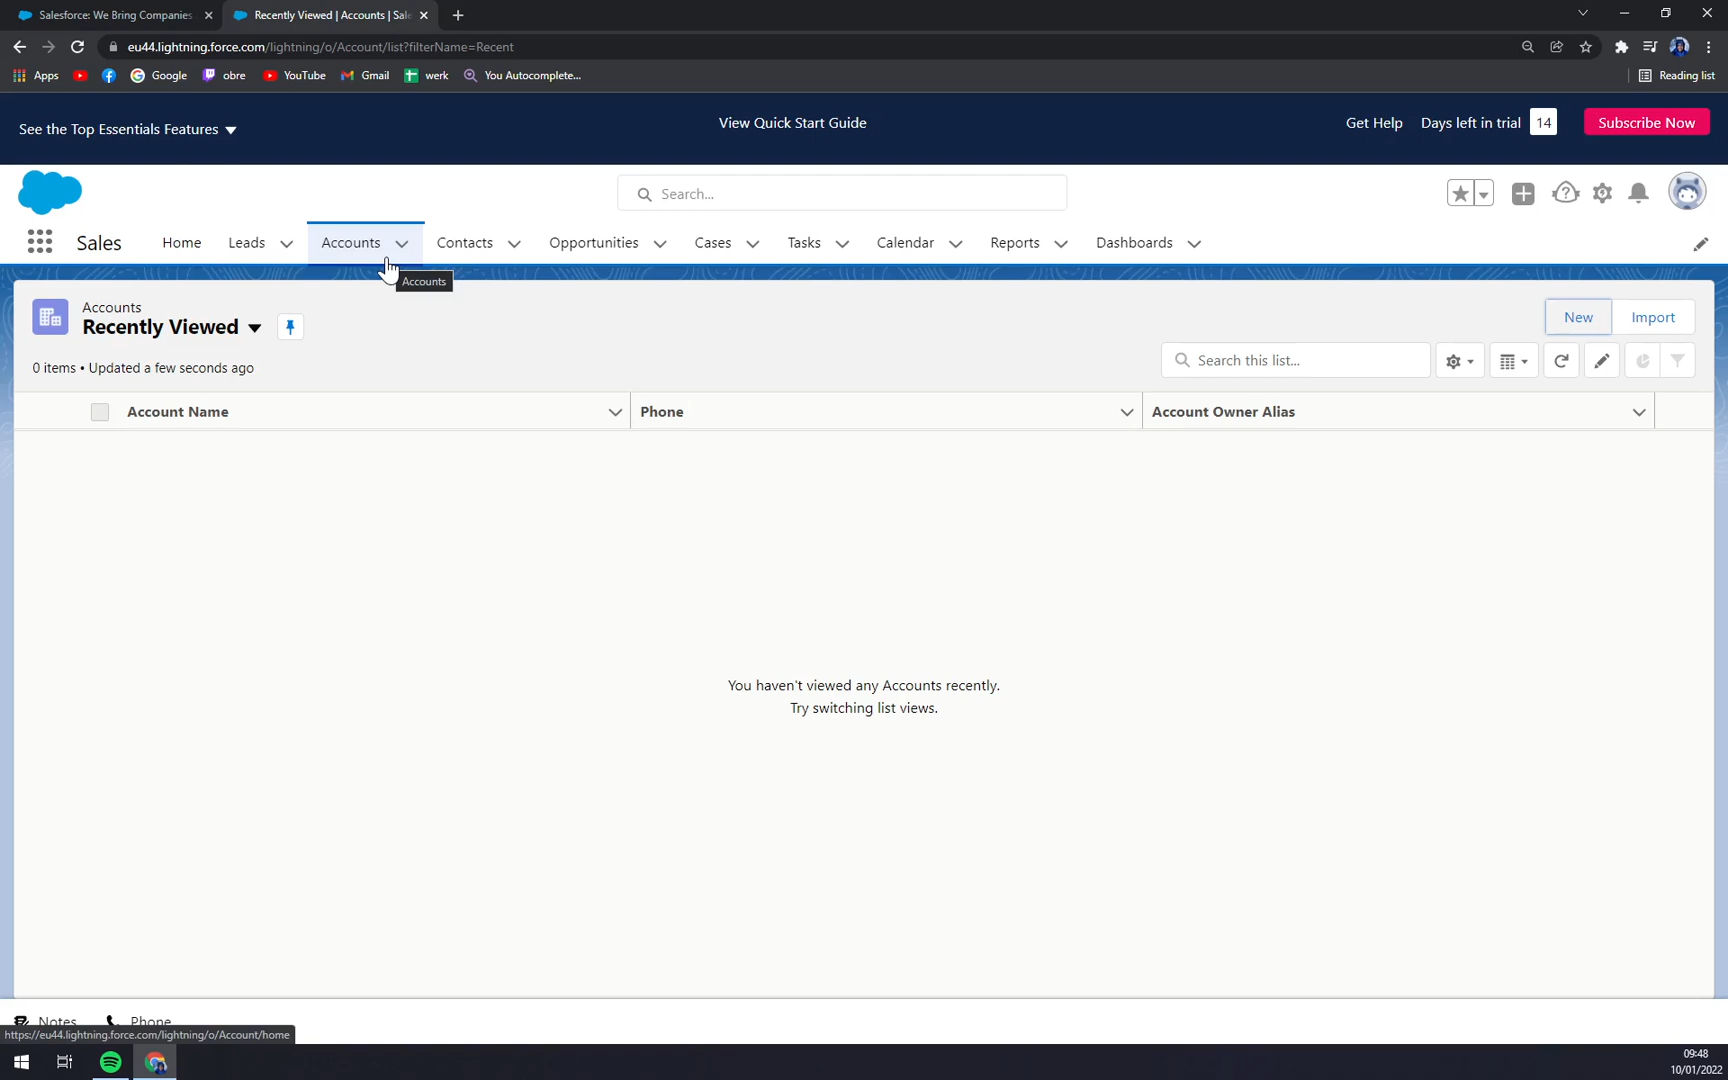 Salesforce: We Bring Companies
Recently Viewed | Accounts | Sale
eu44.lightning.force.com/lightning/o/Account/list?filterName=Recent
Apps
Google
obre
YouTube
Gmail
werk
You Autocomplete...
Reading list
See the Top Essentials Features
View Quick Start Guide
Get Help
Days left in trial 14
Subscribe Now
Search...
Sales
Home
Leads
Accounts
Contacts
Opportunities
Cases
Tasks
Calendar
Reports
Dashboards
Accounts
Accounts
Recently Viewed
New
Import
0 items • Updated a few seconds ago
Search this list...
Account Name
Phone
Account Owner Alias
You haven't viewed any Accounts recently.
Try switching list views.
Notes
Phone
https://eu44.lightning.force.com/lightning/o/Account/home
09:48
10/01/2022